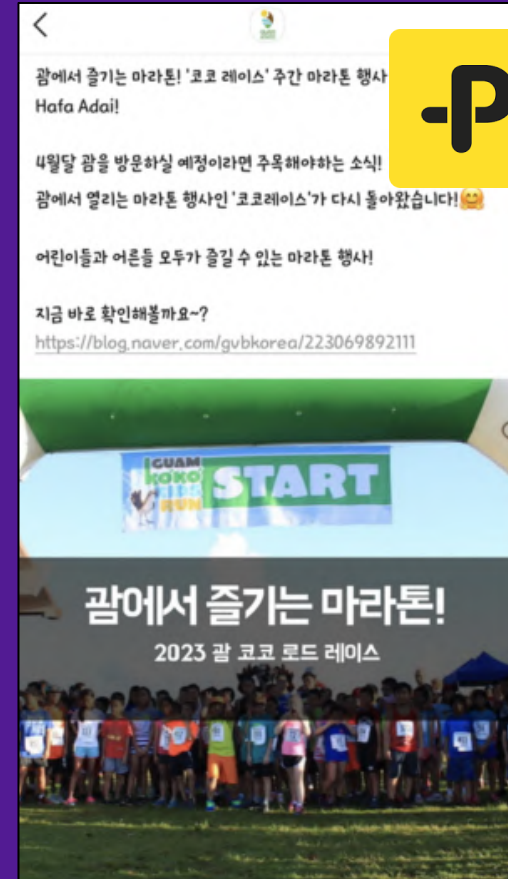 괌에서 즐기는 마라톤! '코코 레이스' 주간 마라톤 행사
Hafa Adai!
4월달 괌을 방문하실 예정이라면 주목해야하는 소식!
괌에서 열리는 마라톤 행사인 '코코레이스'가 다시 돌아왔습니다!🤗
어린이들과 어른들 모두가 즐길 수 있는 마라톤 행사!
지금 바로 확인해볼까요~?
https://blog.naver.com/gvbkorea/223069892111
GUAM
KOKO
KIDS
RUN
START
괌에서 즐기는 마라톤!
2023 괌 코코 로드 레이스